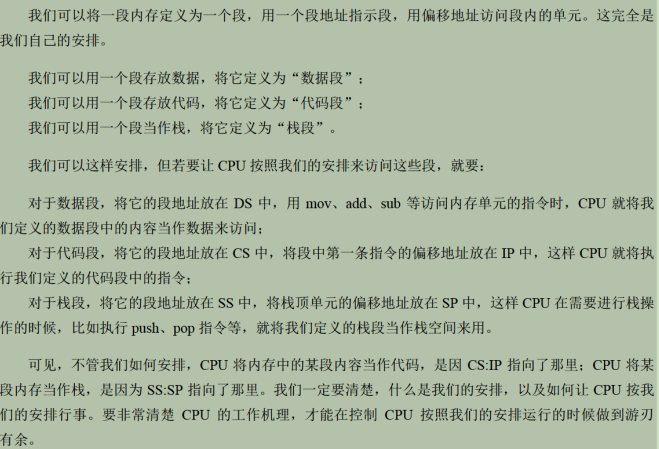 我们可以将一段内存定义为一个段，用一个段地址指示段，用偏移地址访问段内的单元。这完全是
我们自己的安排。
我们可以用一个段存放数据，将它定义为“数据段”；
我们可以用一个段存放代码，将它定义为“代码段”；
我们可以用一个段当作栈，将它定义为“栈段”。
我们可以这样安排，但若要让 CPU 按照我们的安排来访问这些段，就要：
对于数据段，将它的段地址放在 DS 中，用 mov、add、sub 等访问内存单元的指令时，CPU 就将我
们定义的数据段中的内容当作数据来访问；
对于代码段，将它的段地址放在 CS 中，将段中第一条指令的偏移地址放在 IP 中，这样 CPU 就将执
行我们定义的代码段中的指令；
对于栈段，将它的段地址放在 SS 中，将栈顶单元的偏移地址放在 SP 中，这样 CPU 在需要进行栈操
作的时候，比如执行 push、pop 指令等，就将我们定义的栈段当作栈空间来用。
可见，不管我们如何安排，CPU 将内存中的某段内容当作代码，是因 CS:IP 指向了那里；CPU 将某
段内存当作栈，是因为 SS:SP 指向了那里。我们一定要清楚，什么是我们的安排，以及如何让 CPU 按我
们的安排行事。要非常清楚 CPU 的工作机理，才能在控制 CPU 按照我们的安排运行的时候做到游刃
有余。